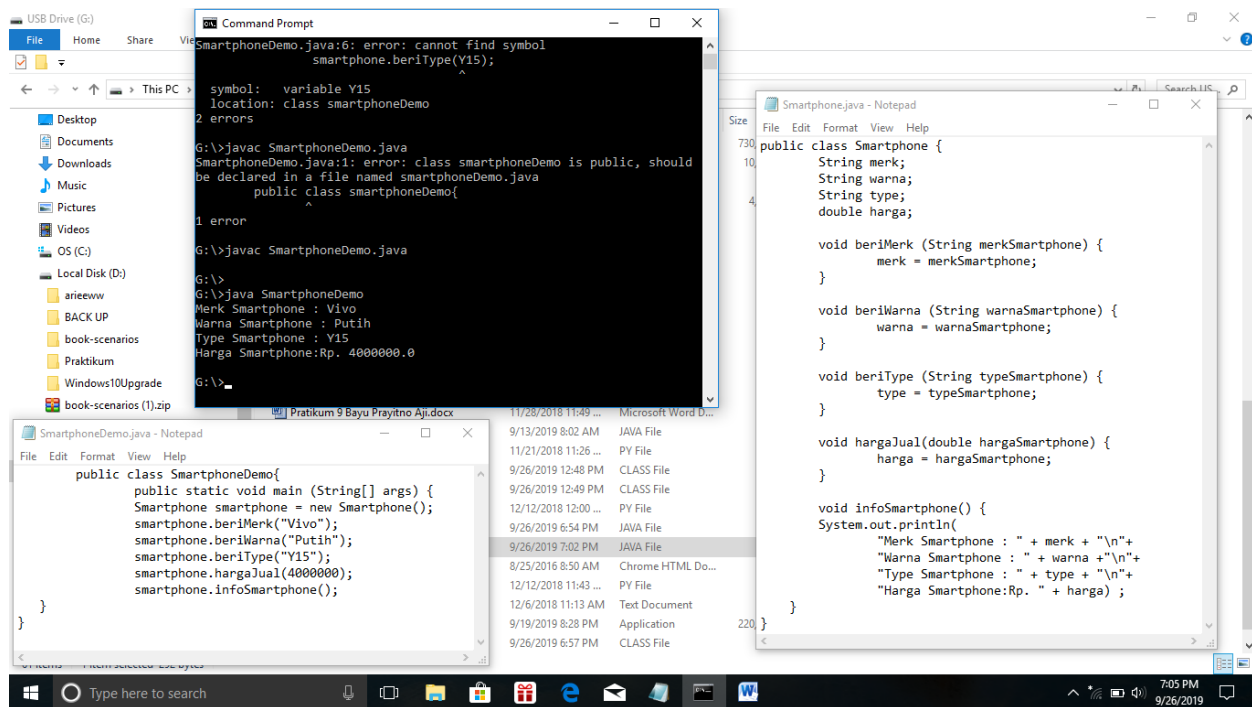 USB Drive (G:)
File Home Share Vie
This PC
Search US
Desktop
Documents
Downloads
Music
Pictures
Videos
OS (C:)
Local Disk (D:)
arieeww
BACK UP
book-scenarios
Praktikum
Windows10Upgrade
book-scenarios (1).zip
Command Prompt
SmartphoneDemo.java:6: error: cannot find symbol
smartphone.beriType(Y15);
^
symbol:   variable Y15
location: class smartphoneDemo
2 errors
G:\>javac SmartphoneDemo.java
SmartphoneDemo.java:1: error: class smartphoneDemo is public, should
be declared in a file named smartphoneDemo.java
public class smartphoneDemo{
^
1 error
G:\>javac SmartphoneDemo.java
G:\>
G:\>java SmartphoneDemo
Merk Smartphone : Vivo
Warna Smartphone : Putih
Type Smartphone : Y15
Harga Smartphone:Rp. 4000000.0
G:\>
Size
730,
10,
4,
Pratikum 9 Bayu Prayitno Aji.docx 11/28/2018 11:49 ... Microsoft Word D...
9/13/2019 8:02 AM JAVA File
11/21/2018 11:26 ... PY File
9/26/2019 12:48 PM CLASS File
9/26/2019 12:49 PM CLASS File
12/12/2018 12:00 ... PY File
9/26/2019 6:54 PM JAVA File
9/26/2019 7:02 PM JAVA File
8/25/2016 8:50 AM Chrome HTML Do...
12/12/2018 11:43 ... PY File
12/6/2018 11:13 AM Text Document
9/19/2019 8:28 PM Application 220,
9/26/2019 6:57 PM CLASS File
SmartphoneDemo.java - Notepad
File Edit Format View Help
public class SmartphoneDemo{
public static void main (String[] args) {
Smartphone smartphone = new Smartphone();
smartphone.beriMerk("Vivo");
smartphone.beriWarna("Putih");
smartphone.beriType("Y15");
smartphone.hargaJual(4000000);
smartphone.infoSmartphone();
}
}
Smartphone.java - Notepad
File Edit Format View Help
public class Smartphone {
String merk;
String warna;
String type;
double harga;
void beriMerk (String merkSmartphone) {
merk = merkSmartphone;
}
void beriWarna (String warnaSmartphone) {
warna = warnaSmartphone;
}
void beriType (String typeSmartphone) {
type = typeSmartphone;
}
void hargaJual(double hargaSmartphone) {
harga = hargaSmartphone;
}
void infoSmartphone() {
System.out.println(
"Merk Smartphone : " + merk + "\n"+
"Warna Smartphone : " + warna +"\n"+
"Type Smartphone : " + type + "\n"+
"Harga Smartphone:Rp. " + harga) ;
}
}
Type here to search
7:05 PM
9/26/2019